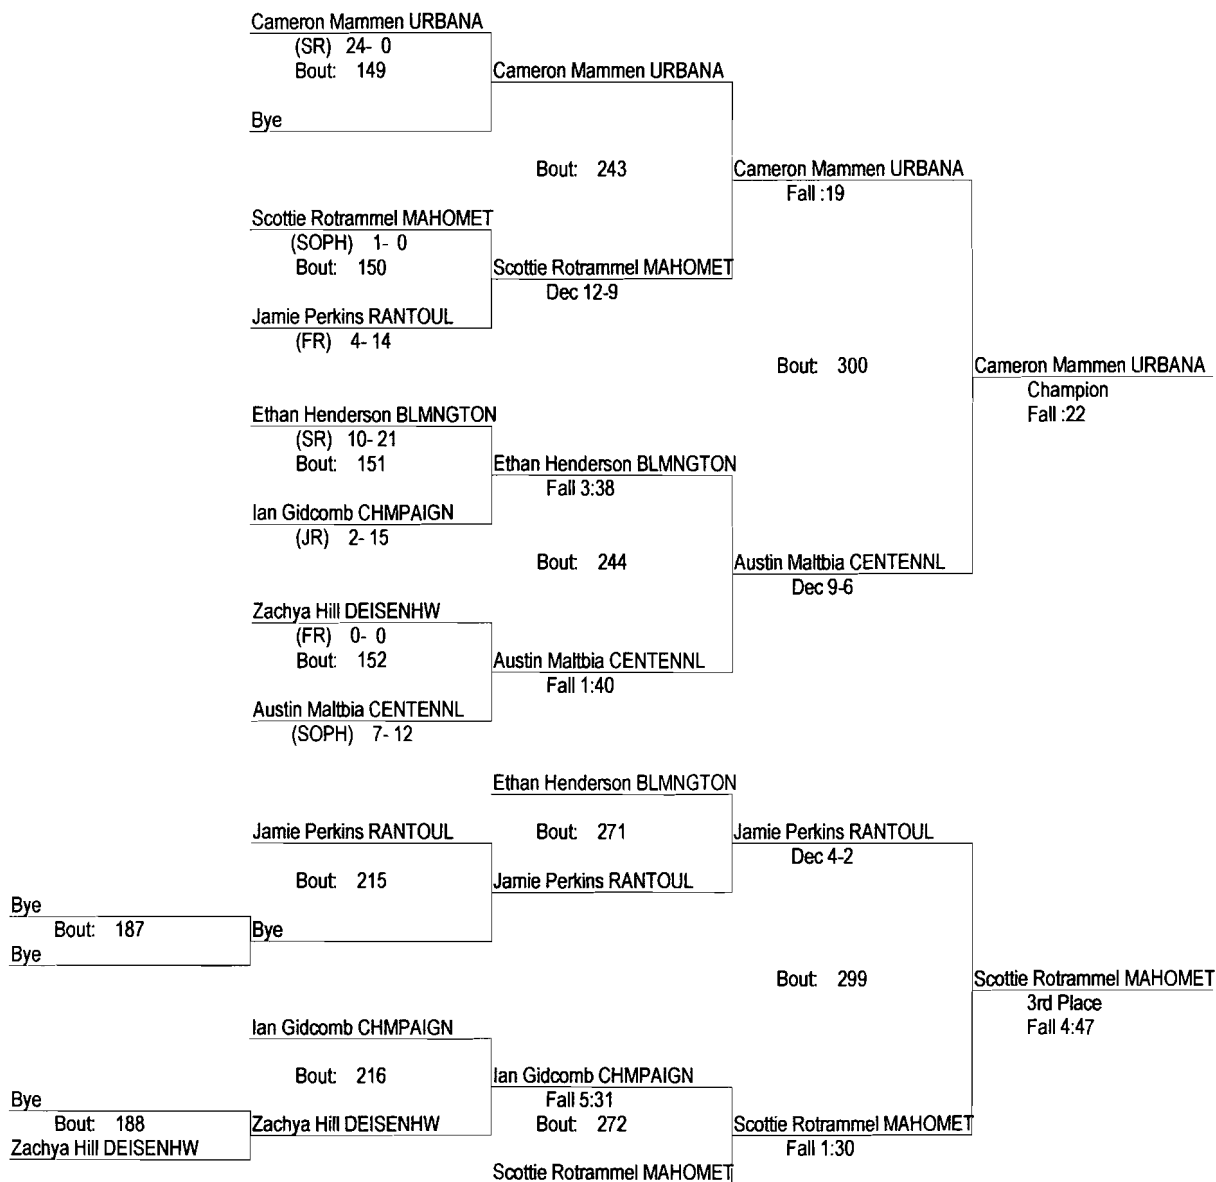 Cameron Mammen URBANA
(SR) 24- 0
Bout: 149
Cameron Mammen URBANA
Bye
Bout: 243
Cameron Mammen URBANA
Fall :19
Scottie Rotrammel MAHOMET
(SOPH) 1- 0
Bout: 150
Scottie Rotrammel MAHOMET
Dec 12-9
Jamie Perkins RANTOUL
(FR) 4- 14
Bout: 300
Cameron Mammen URBANA
Champion
Fall :22
Ethan Henderson BLMNGTON
(SR) 10- 21
Bout: 151
Ethan Henderson BLMNGTON
Fall 3:38
Ian Gidcomb CHMPAIGN
(JR) 2- 15
Bout: 244
Austin Maltbia CENTENNL
Dec 9-6
Zachya Hill DEISENHW
(FR) 0- 0
Bout: 152
Austin Maltbia CENTENNL
Fall 1:40
Austin Maltbia CENTENNL
(SOPH) 7- 12
Ethan Henderson BLMNGTON
Jamie Perkins RANTOUL
Bout: 271
Jamie Perkins RANTOUL
Dec 4-2
Bout: 215
Jamie Perkins RANTOUL
Bye
Bout: 187
Bye
Bye
Bout: 299
Scottie Rotrammel MAHOMET
3rd Place
Fall 4:47
Ian Gidcomb CHMPAIGN
Bout: 216
Ian Gidcomb CHMPAIGN
Fall 5:31
Bye
Bout: 188
Zachya Hill DEISENHW
Bout: 272
Scottie Rotrammel MAHOMET
Fall 1:30
Zachya Hill DEISENHW
Scottie Rotrammel MAHOMET